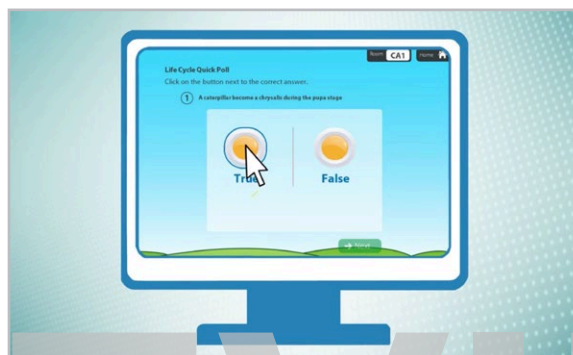 Room CA1 Home
Life Cycle Quick Poll
Click on the button next to the correct answer.
1 A caterpillar become a chrysalis during the pupa stage
True False
Next